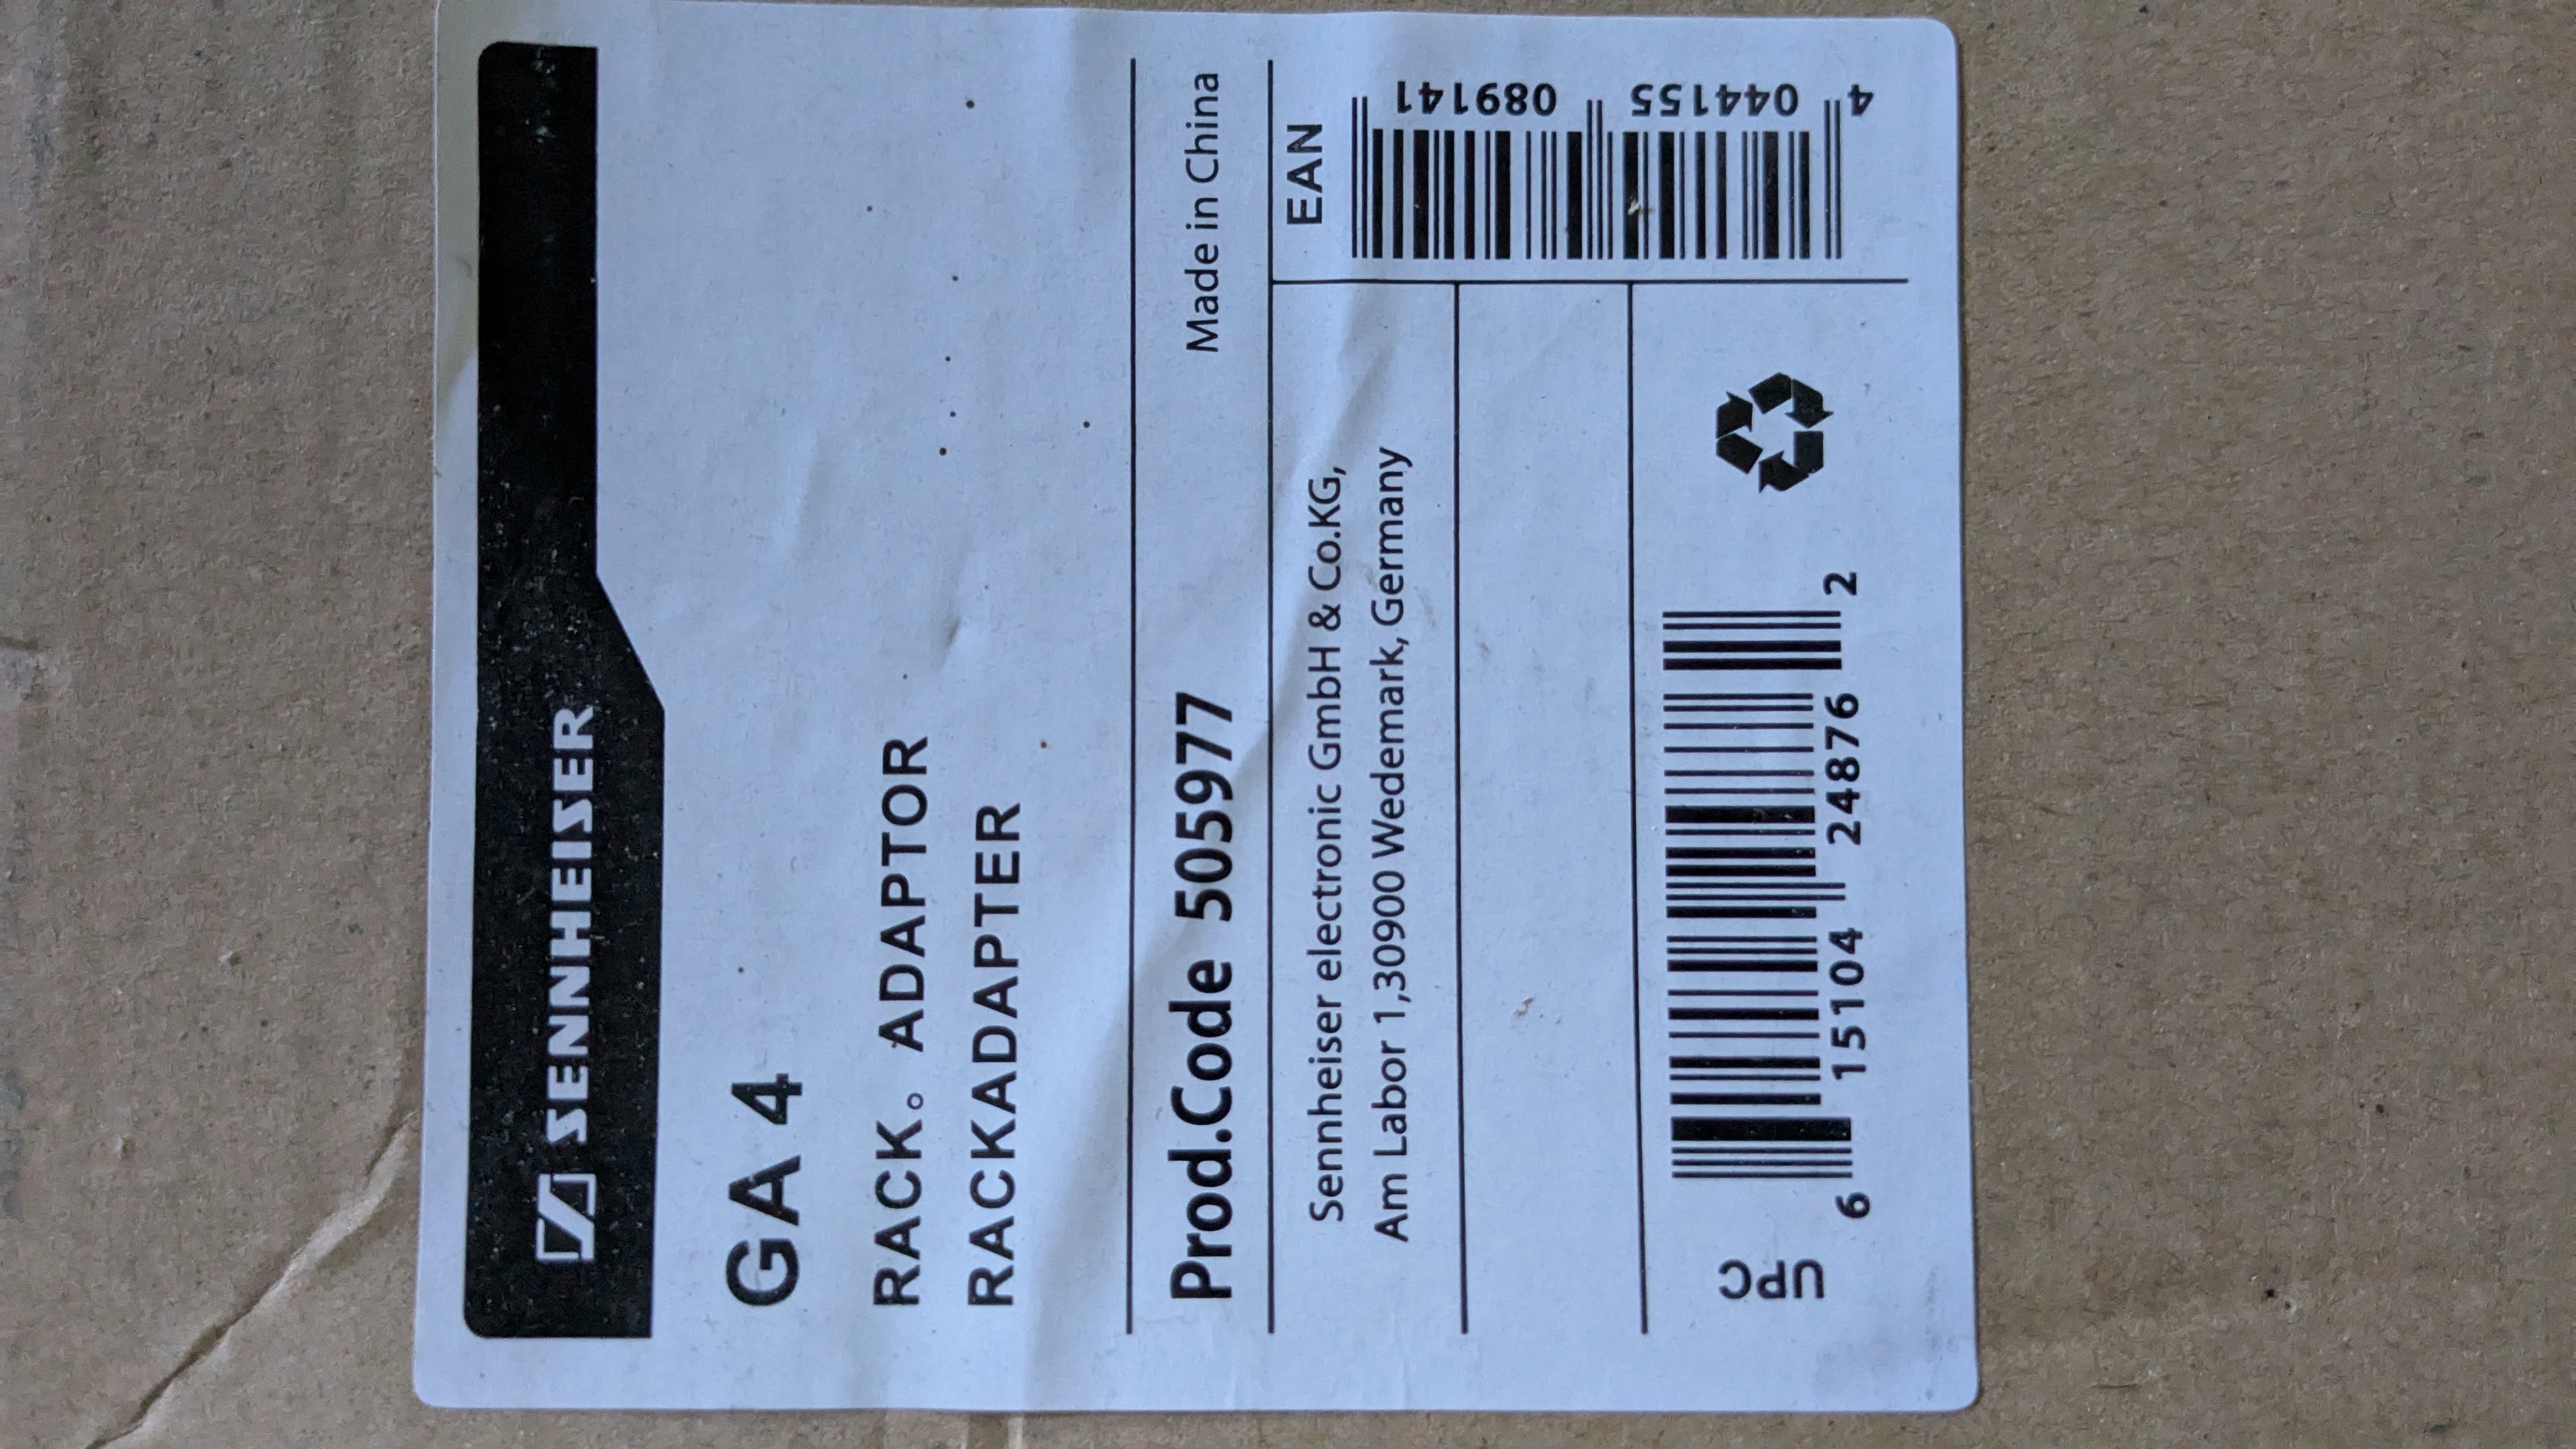 SENNHEISER
GA 4
RACK。 ADAPTOR
RACKADAPTER
Prod.Code 505977
Made in China
Sennheiser electronic GmbH & Co.KG,
Am Labor 1,30900 Wedemark, Germany
EAN
4 044155 089141
UPC
6 15104 24876 2